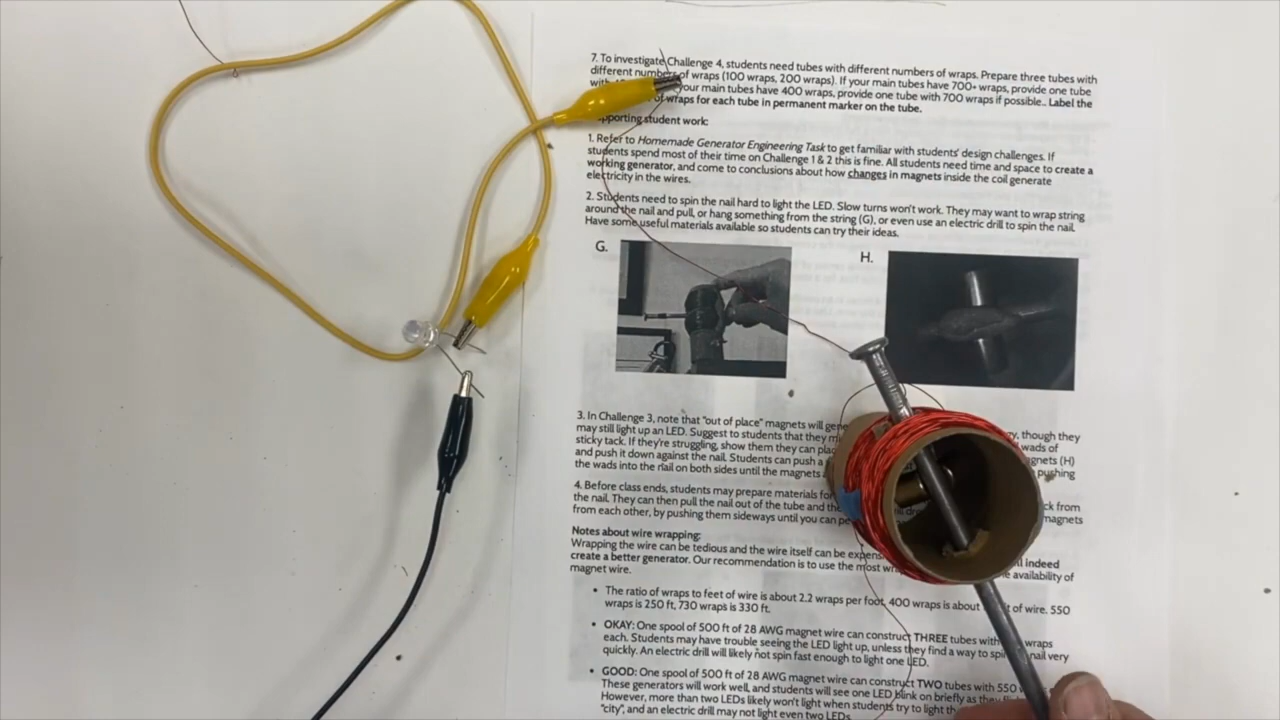 7. To investigate Challenge 4, students need tubes with different numbers of wraps. Prepare three tubes with
different numbers of wraps (100 wraps, 200 wraps). If your main tubes have 700+ wraps, provide one tube
your main tubes have 400 wraps, provide one tube with 700 wraps if possible.. Label the
of wraps for each tube in permanent marker on the tube.
pporting student work:
1. Refer to Homemade Generator Engineering Task to get familiar with students' design challenges. If
students spend most of their time on Challenge 1 & 2 this is fine. All students need time and space to create a
working generator, and come to conclusions about how changes in magnets inside the coil generate
electricity in the wires.
2. Students need to spin the nail hard to light the LED. Slow turns won't work. They may want to wrap string
around the nail and pull, or hang something from the string (G), or even use an electric drill to spin the nail.
Have some useful materials available so students can try their ideas.
G.
H.
3. In Challenge 3, note that "out of place" magnets will gene
gy, though they
may still light up an LED. Suggest to students that they m
wads of
sticky tack. If they're struggling, show them they can plac
gnets (H)
and push it down against the nail. Students can push a
pushing
the wads into the nail on both sides until the magnets
4. Before class ends, students may prepare materials for
ck from
the nail. They can then pull the nail out of the tube and the
magnets
from each other, by pushing them sideways until you can pe
Notes about wire wrapping:
Wrapping the wire can be tedious and the wire itself can be expens
indeed
create a better generator. Our recommendation is to use the most wr
availability of
magnet wire.
• The ratio of wraps to feet of wire is about 2.2 wraps per foot, 400 wraps is about
t of wire. 550
wraps is 250 ft, 730 wraps is 330 ft.
• OKAY: One spool of 500 ft of 28 AWG magnet wire can construct THREE tubes with
wraps
each. Students may have trouble seeing the LED light up, unless they find a way to spin
nail very
quickly. An electric drill will likely not spin fast enough to light one LED.
• GOOD: One spool of 500 ft of 28 AWG magnet wire can construct TWO tubes with 550
These generators will work well, and students will see one LED blink on briefly as they
However, more than two LEDs likely won't light when students try to light th
"city", and an electric drill may not light even two LEDs.